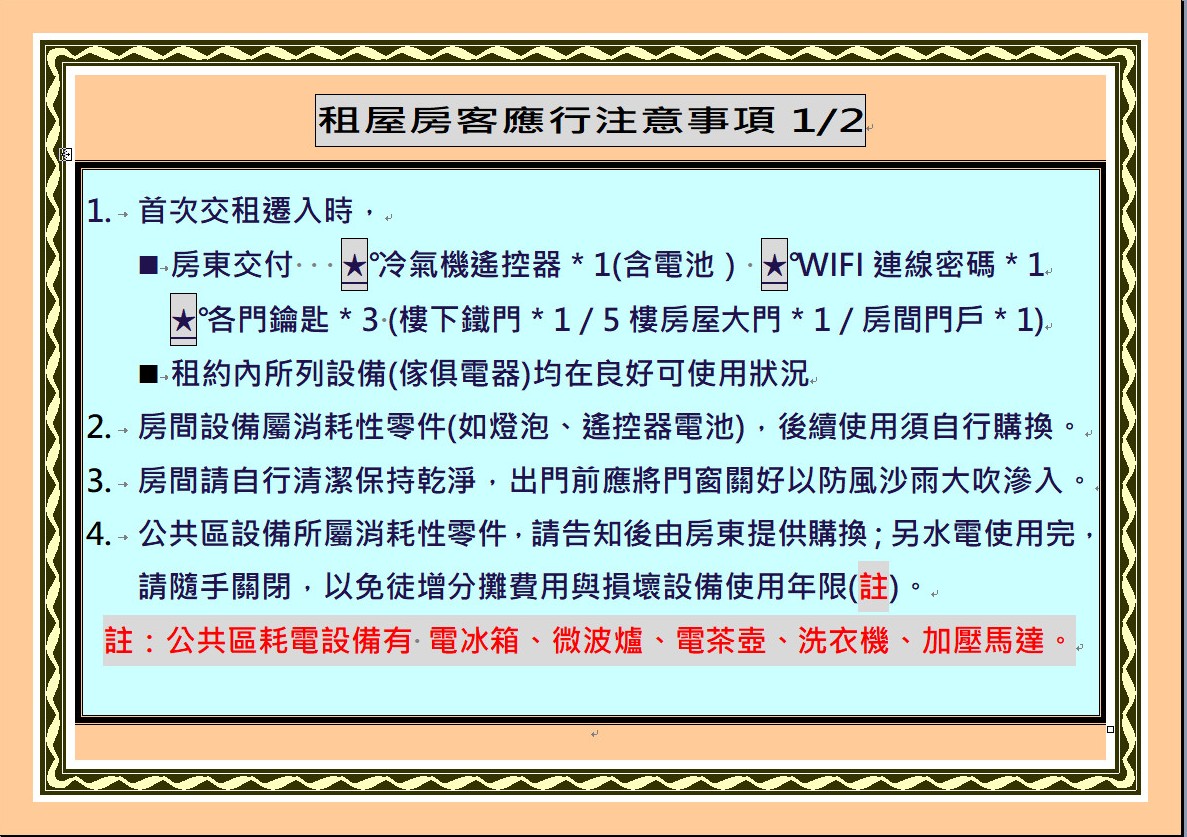 租屋房客應行注意事項 1/2
1. 首次交租遷入時，
■房東交付 ★°冷氣機遙控器 * 1(含電池 ) ★°WIFI 連線密碼 * 1
★°各門鑰匙 * 3 (樓下鐵門 * 1 / 5 樓房屋大門 * 1 / 房間門戶 * 1)
■租約內所列設備(傢俱電器)均在良好可使用狀況
2. 房間設備屬消耗性零件(如燈泡、遙控器電池)，後續使用須自行購換。
3. 房間請自行清潔保持乾淨，出門前應將門窗關好以防風沙雨大吹滲入。
4. 公共區設備所屬消耗性零件，請告知後由房東提供購換 ; 另水電使用完，
請隨手關閉，以免徒增分攤費用與損壞設備使用年限(註)。
註：公共區耗電設備有 電冰箱、微波爐、電茶壺、洗衣機、加壓馬達。